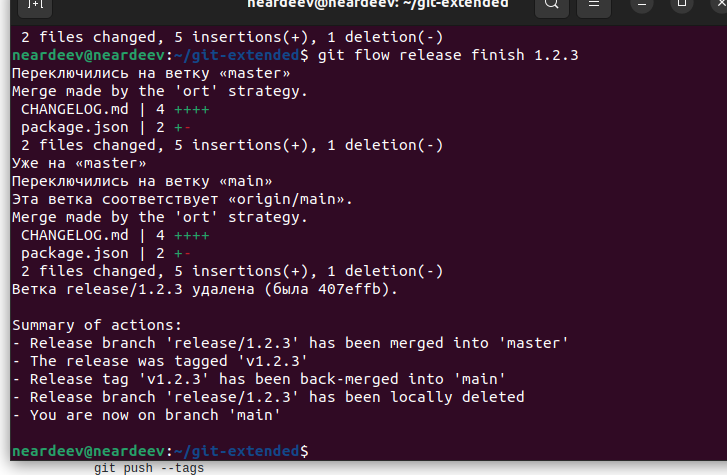 neardeev@neardeev: ~/git-extended
2 files changed, 5 insertions(+), 1 deletion(-)
neardeev@neardeev:~/git-extended$ git flow release finish 1.2.3
Переключились на ветку «master»
Merge made by the 'ort' strategy.
CHANGELOG.md | 4 ++++
package.json | 2 +-
2 files changed, 5 insertions(+), 1 deletion(-)
Уже на «master»
Переключились на ветку «main»
Эта ветка соответствует «origin/main».
Merge made by the 'ort' strategy.
CHANGELOG.md | 4 ++++
package.json | 2 +-
2 files changed, 5 insertions(+), 1 deletion(-)
Ветка release/1.2.3 удалена (была 407effb).
Summary of actions:
- Release branch 'release/1.2.3' has been merged into 'master'
- The release was tagged 'v1.2.3'
- Release tag 'v1.2.3' has been back-merged into 'main'
- Release branch 'release/1.2.3' has been locally deleted
- You are now on branch 'main'
neardeev@neardeev:~/git-extended$
git push --tags